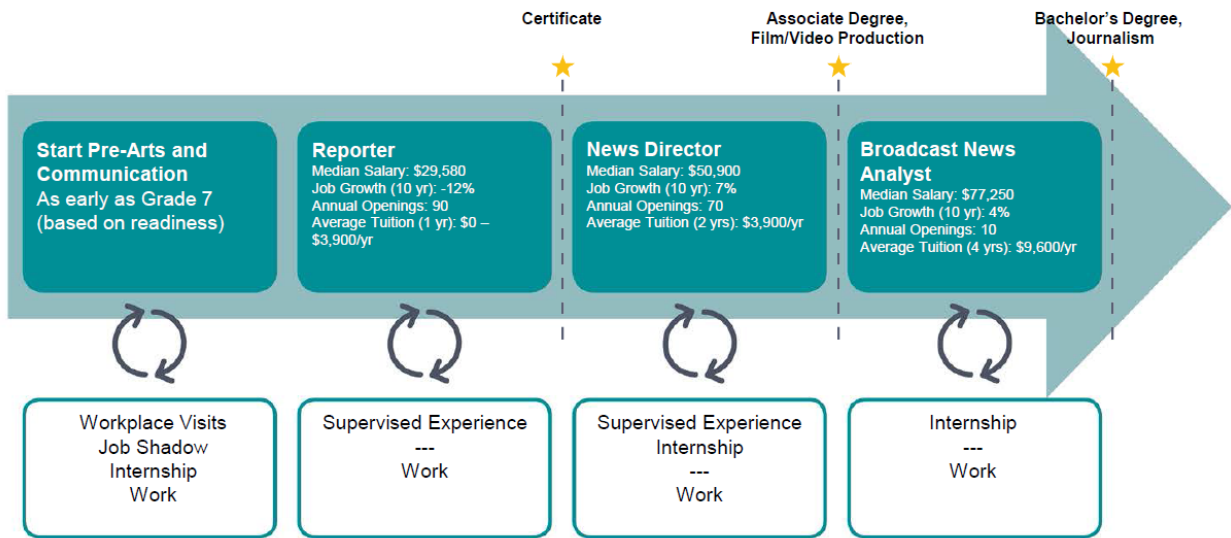 Certificate
Associate Degree,
Film/Video Production
Bachelor's Degree,
Journalism
Start Pre-Arts and
Communication
As early as Grade 7
(based on readiness)
Reporter
Median Salary: $29,580
Job Growth (10 yr): -12%
Annual Openings: 90
Average Tuition (1 yr): $0 –
$3,900/yr
News Director
Median Salary: $50,900
Job Growth (10 yr): 7%
Annual Openings: 70
Average Tuition (2 yrs): $3,900/yr
Broadcast News
Analyst
Median Salary: $77,250
Job Growth (10 yr): 4%
Annual Openings: 10
Average Tuition (4 yrs): $9,600/yr
Workplace Visits
Job Shadow
Internship
Work
Supervised Experience
---
Work
Supervised Experience
Internship
---
Work
Internship
---
Work